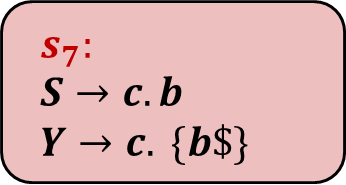 s₇:
S → c. b
Y → c. {b$}